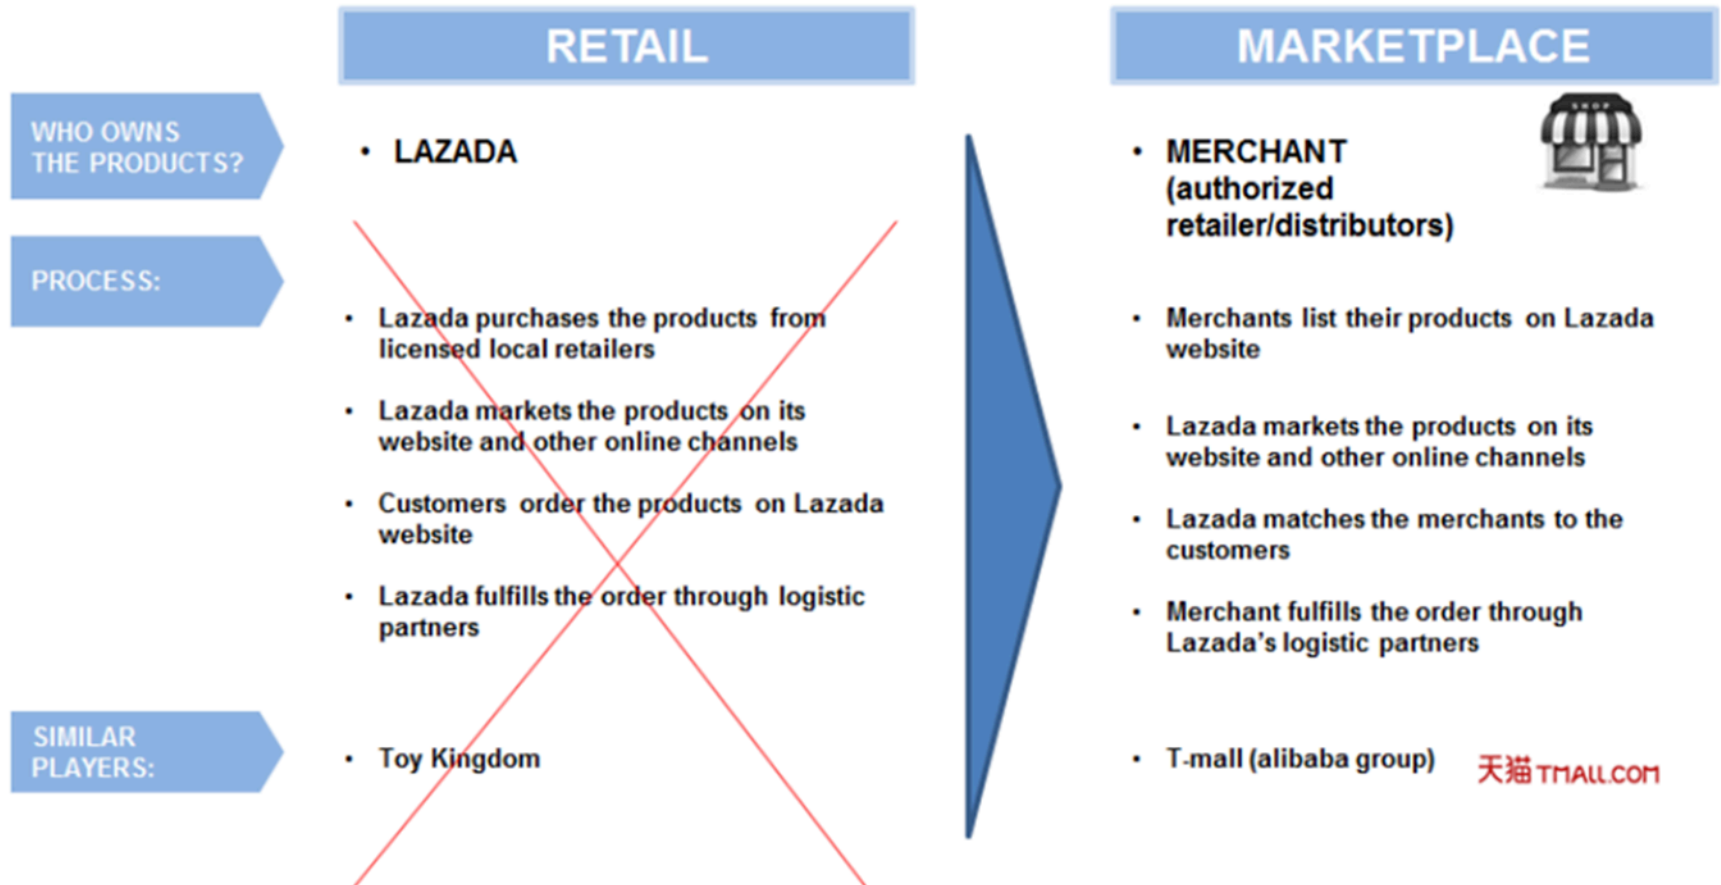 RETAIL
MARKETPLACE
WHO OWNS
THE PRODUCTS?
• LAZADA
SHOP
• MERCHANT
(authorized
retailer/distributors)
PROCESS:
• Lazada purchases the products from
licensed local retailers
• Lazada markets the products on its
website and other online channels
• Customers order the products on Lazada
website
• Lazada fulfills the order through logistic
partners
• Merchants list their products on Lazada
website
• Lazada markets the products on its
website and other online channels
• Lazada matches the merchants to the
customers
• Merchant fulfills the order through
Lazada’s logistic partners
SIMILAR
PLAYERS:
• Toy Kingdom
• T-mall (alibaba group)
天猫 TMALL.COM